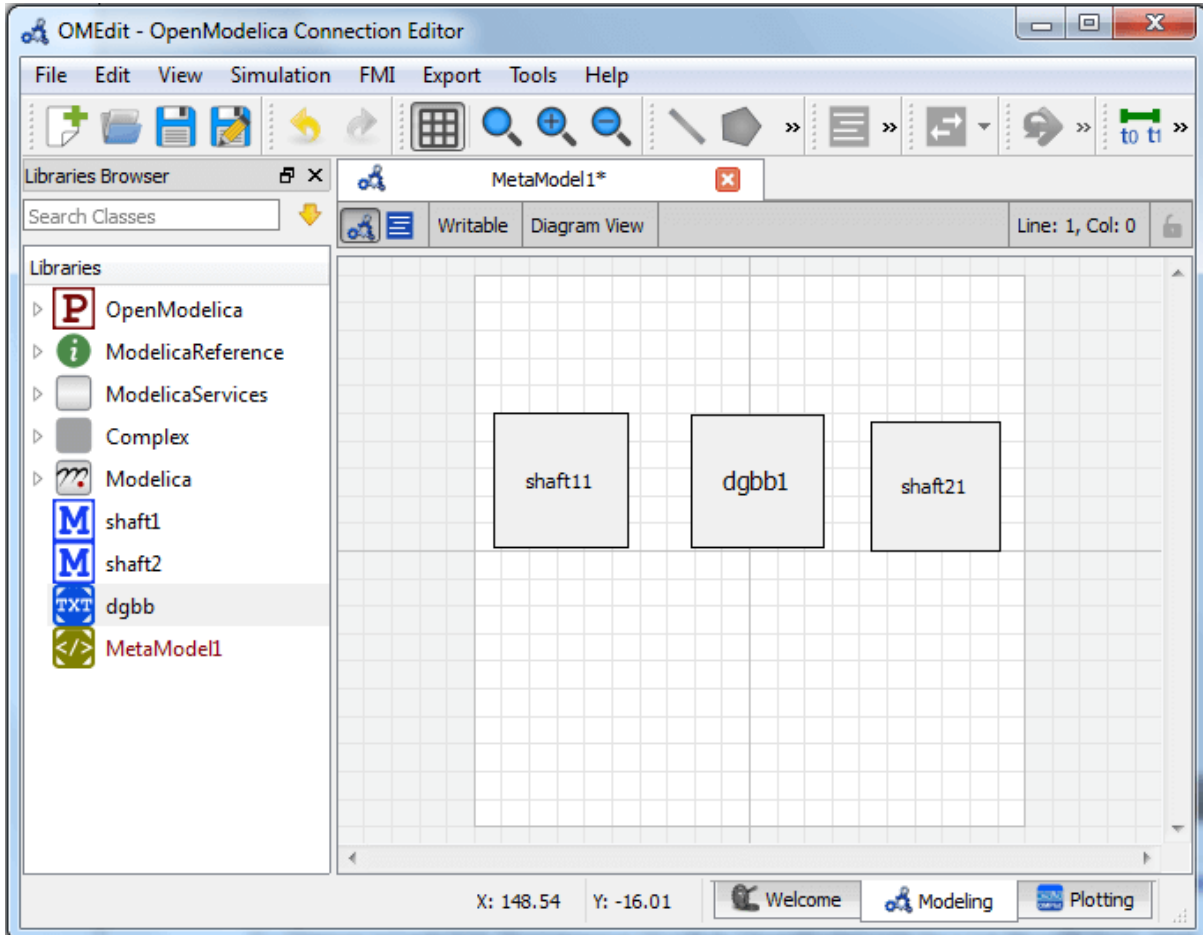 OMEdit - OpenModelica Connection Editor
File Edit View Simulation FMI Export Tools Help
» » » t0 t1 »
Libraries Browser
MetaModel1*
Search Classes
Writable Diagram View Line: 1, Col: 0
Libraries
P OpenModelica
i ModelicaReference
ModelicaServices
Complex
Modelica
M shaft1
M shaft2
TXT dgbb
</> MetaModel1
shaft11 dgbb1 shaft21
X: 148.54 Y: -16.01 Welcome Modeling Plotting